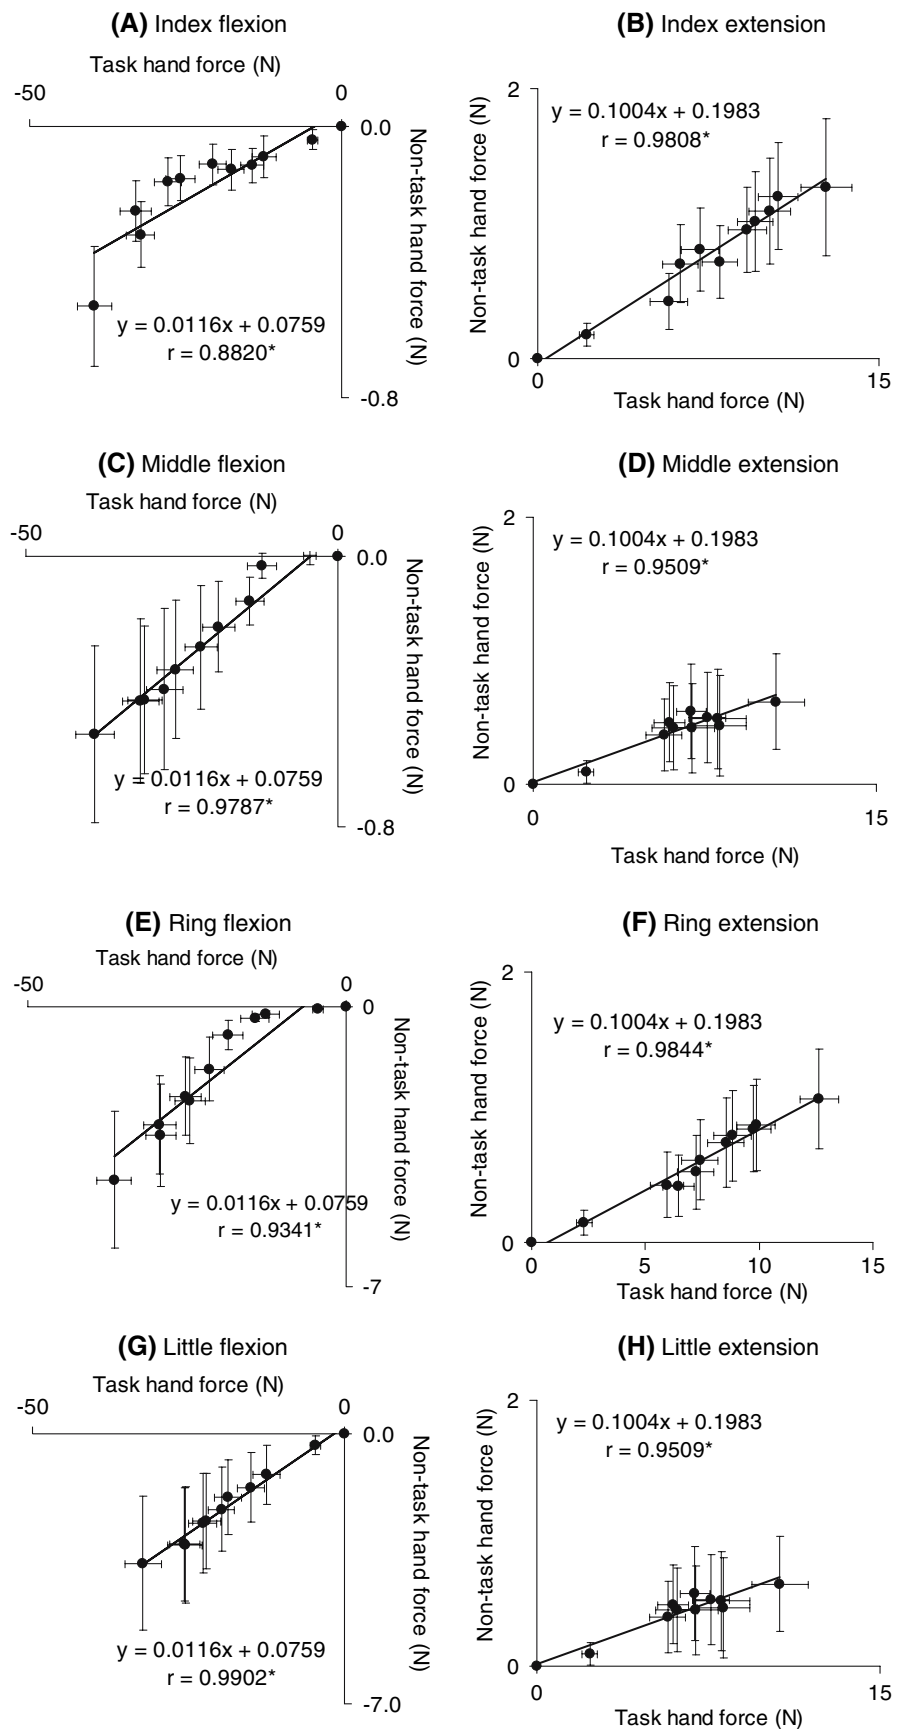 (A) Index flexion
Task hand force (N)
-50
0
0.0
Non-task hand force (N)
y = 0.0116x + 0.0759
r = 0.8820*
-0.8
(B) Index extension
2
y = 0.1004x + 0.1983
r = 0.9808*
Non-task hand force (N)
0
0
15
Task hand force (N)
(C) Middle flexion
Task hand force (N)
-50
0
0.0
Non-task hand force (N)
y = 0.0116x + 0.0759
r = 0.9787*
-0.8
(D) Middle extension
2
y = 0.1004x + 0.1983
r = 0.9509*
Non-task hand force (N)
0
0
15
Task hand force (N)
(E) Ring flexion
Task hand force (N)
-50
0
0
Non-task hand force (N)
y = 0.0116x + 0.0759
r = 0.9341*
-7
(F) Ring extension
2
y = 0.1004x + 0.1983
r = 0.9844*
Non-task hand force (N)
0
0
5
10
15
Task hand force (N)
(G) Little flexion
Task hand force (N)
-50
0
0.0
Non-task hand force (N)
y = 0.0116x + 0.0759
r = 0.9902*
-7.0
(H) Little extension
2
y = 0.1004x + 0.1983
r = 0.9509*
Non-task hand force (N)
0
0
15
Task hand force (N)